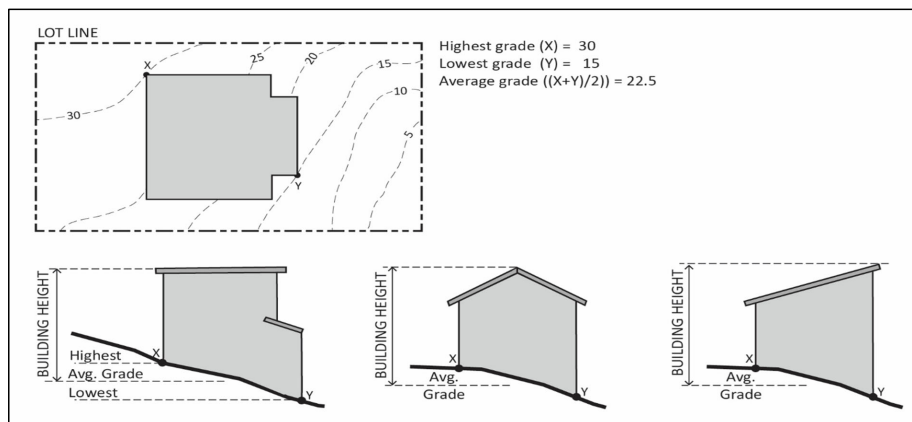 LOT LINE
Highest grade (X) = 30
Lowest grade (Y) = 15
Average grade ((X+Y)/2)) = 22.5
X
25
20
15
10
5
30
Y
BUILDING HEIGHT
X
Highest
Avg. Grade
Lowest
Y
BUILDING HEIGHT
X
Avg.
Grade
Y
BUILDING HEIGHT
X
Avg.
Grade
Y